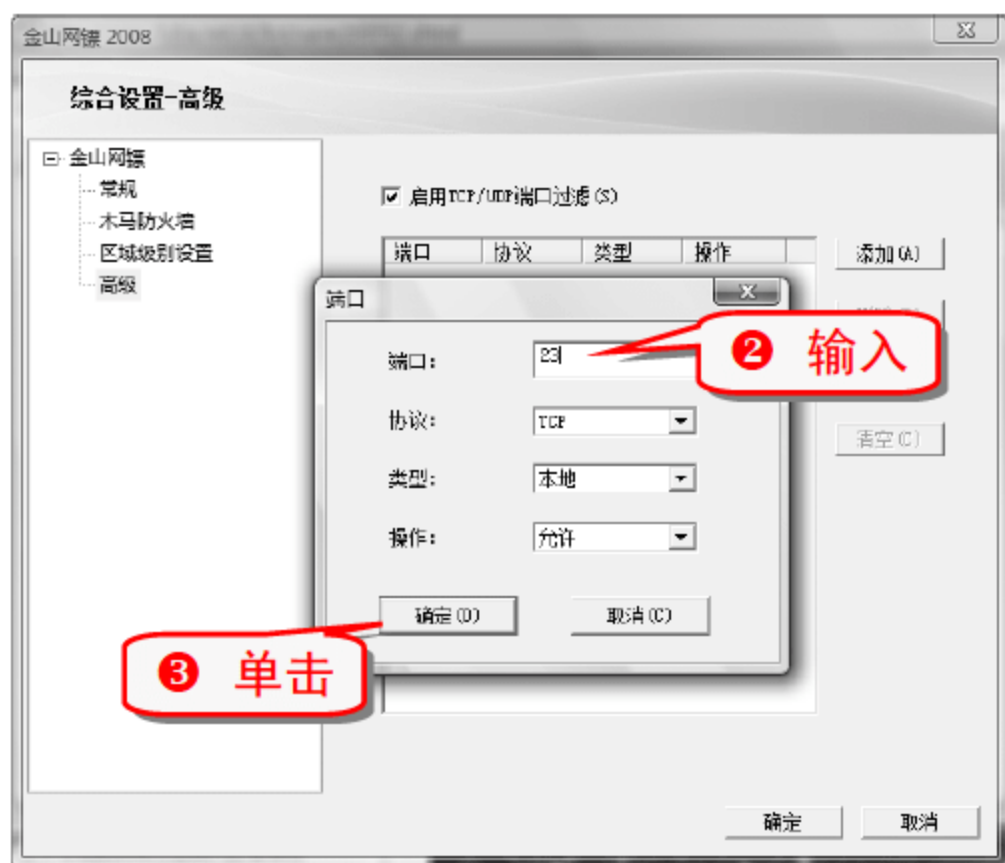 金山网镖 2008
综合设置-高级
金山网镖
常规
木马防火墙
区域级别设置
高级
启用TCP/UDP端口过滤(S)
端口 协议 类型 操作
添加(A)
端口
端口: 23
❷ 输入
协议: TCP
清空(C)
类型: 本地
操作: 允许
确定(O) 取消(C)
❸ 单击
确定 取消